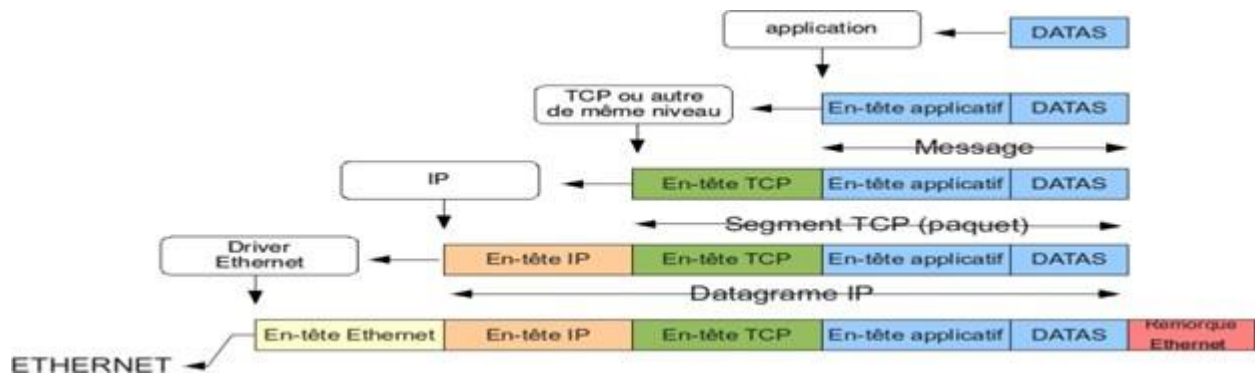 application
DATAS
TCP ou autre
de même niveau
En-tête applicatif
DATAS
Message
IP
En-tête TCP
En-tête applicatif
DATAS
Segment TCP (paquet)
Driver
Ethernet
En-tête IP
En-tête TCP
En-tête applicatif
DATAS
Datagrame IP
En-tête Ethernet
En-tête IP
En-tête TCP
En-tête applicatif
DATAS
Remorque
Ethernet
ETHERNET